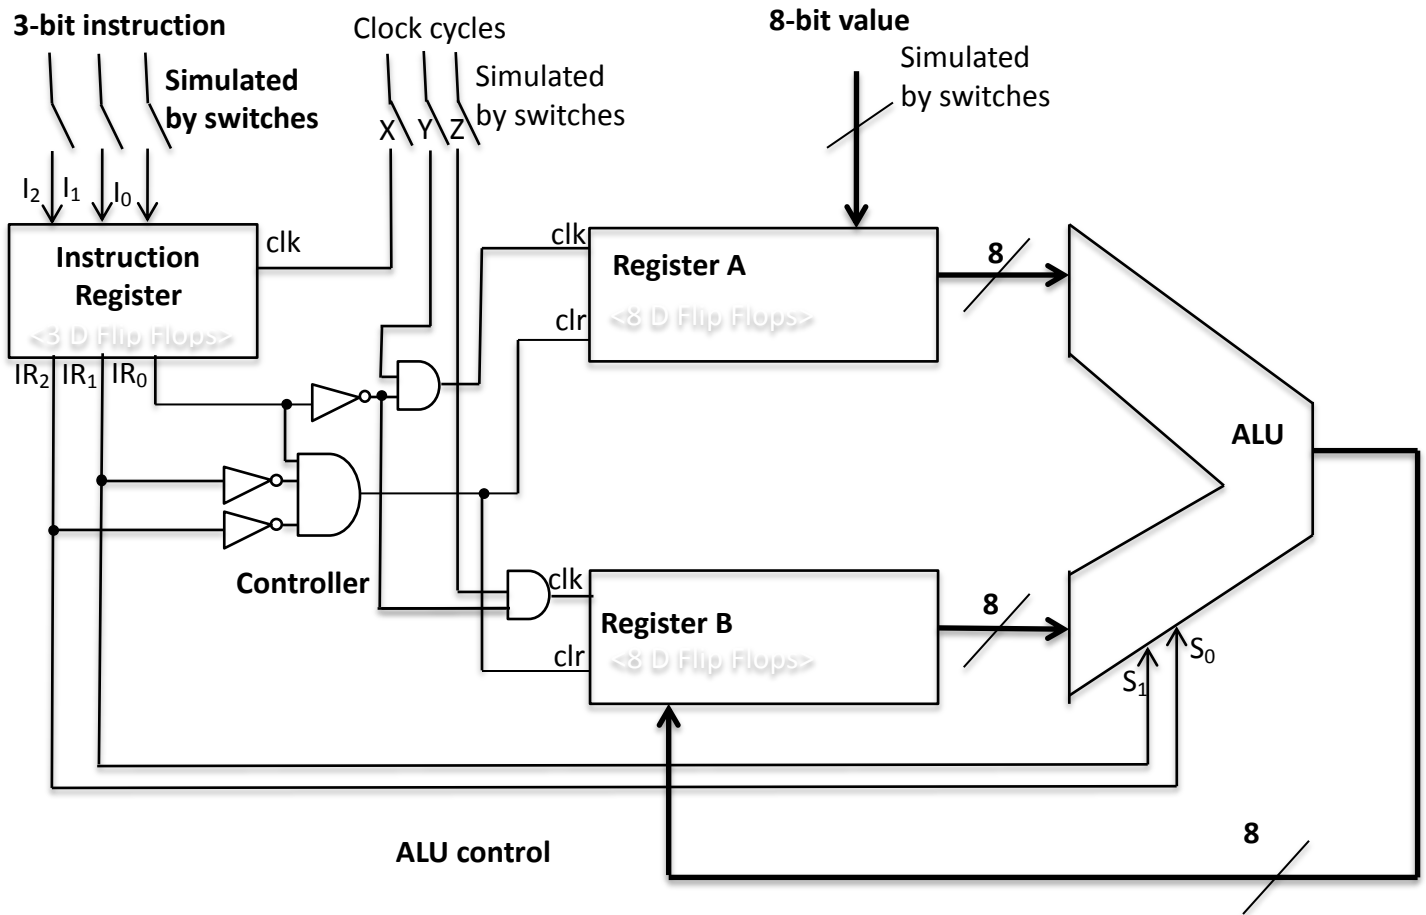 3-bit instruction
Simulated
by switches
Clock cycles
Simulated
by switches
X Y Z
8-bit value
Simulated
by switches
I2 I1 I0
Instruction
Register
<3 D Flip Flops>
clk
IR2 IR1 IR0
clk
Register A
<8 D Flip Flops>
clr
8
ALU
Controller
clk
Register B
<8 D Flip Flops>
clr
8
S1
S0
ALU control
8